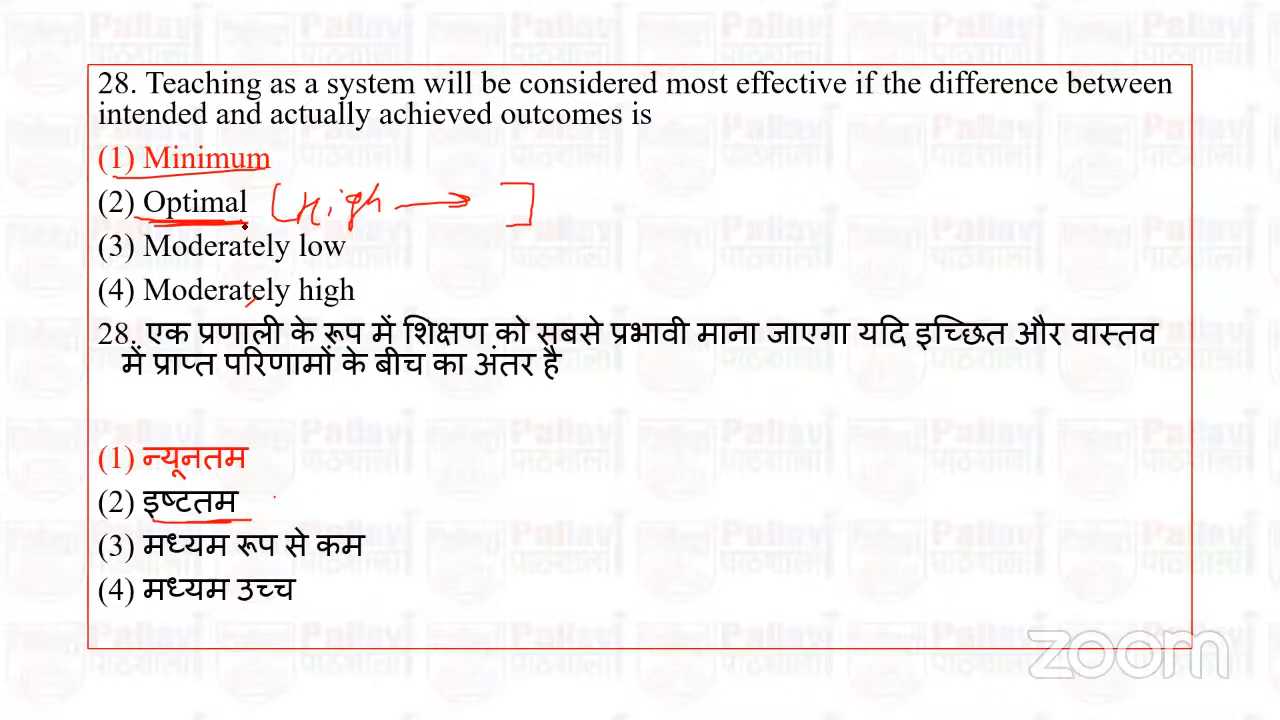 28. Teaching as a system will be considered most effective if the difference between
intended and actually achieved outcomes is
(1) Minimum
(2) Optimal [High → ]
(3) Moderately low
(4) Moderately high
28. एक प्रणाली के रूप में शिक्षण को सबसे प्रभावी माना जाएगा यदि इच्छित और वास्तव
में प्राप्त परिणामों के बीच का अंतर है
(1) न्यूनतम
(2) इष्टतम
(3) मध्यम रूप से कम
(4) मध्यम उच्च
zoom